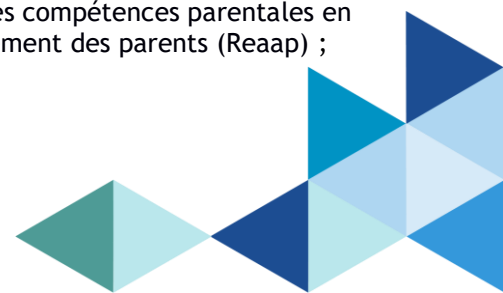 es compétences parentales en
ment des parents (Reaap) ;